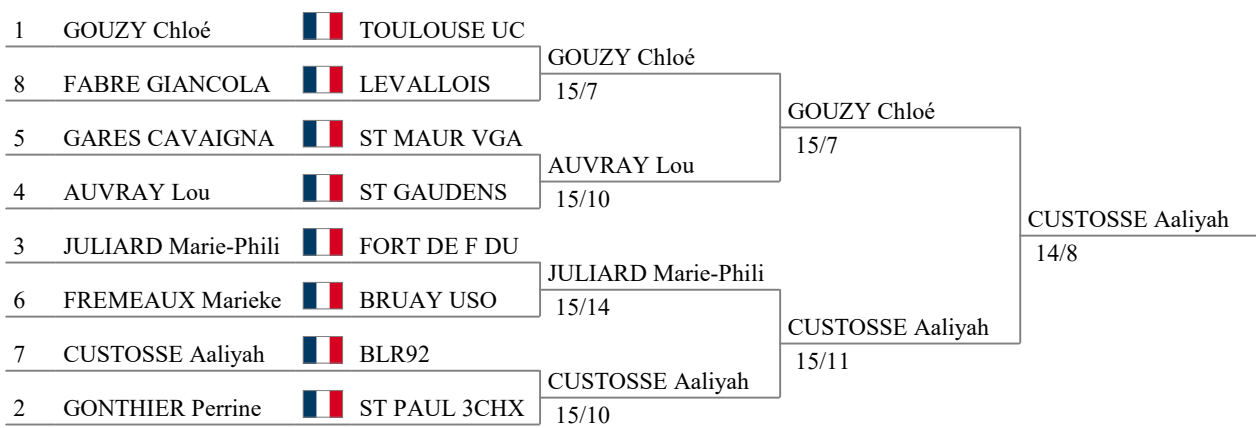 1 GOUZY Chloé TOULOUSE UC
GOUZY Chloé
8 FABRE GIANCOLA LEVALLOIS
15/7
GOUZY Chloé
5 GARES CAVAIGNA ST MAUR VGA
15/7
AUVRAY Lou
4 AUVRAY Lou ST GAUDENS
15/10
CUSTOSSE Aaliyah
3 JULIARD Marie-Phili FORT DE F DU
14/8
JULIARD Marie-Phili
6 FREMEAUX Marieke BRUAY USO
15/14
CUSTOSSE Aaliyah
7 CUSTOSSE Aaliyah BLR92
15/11
CUSTOSSE Aaliyah
2 GONTHIER Perrine ST PAUL 3CHX
15/10